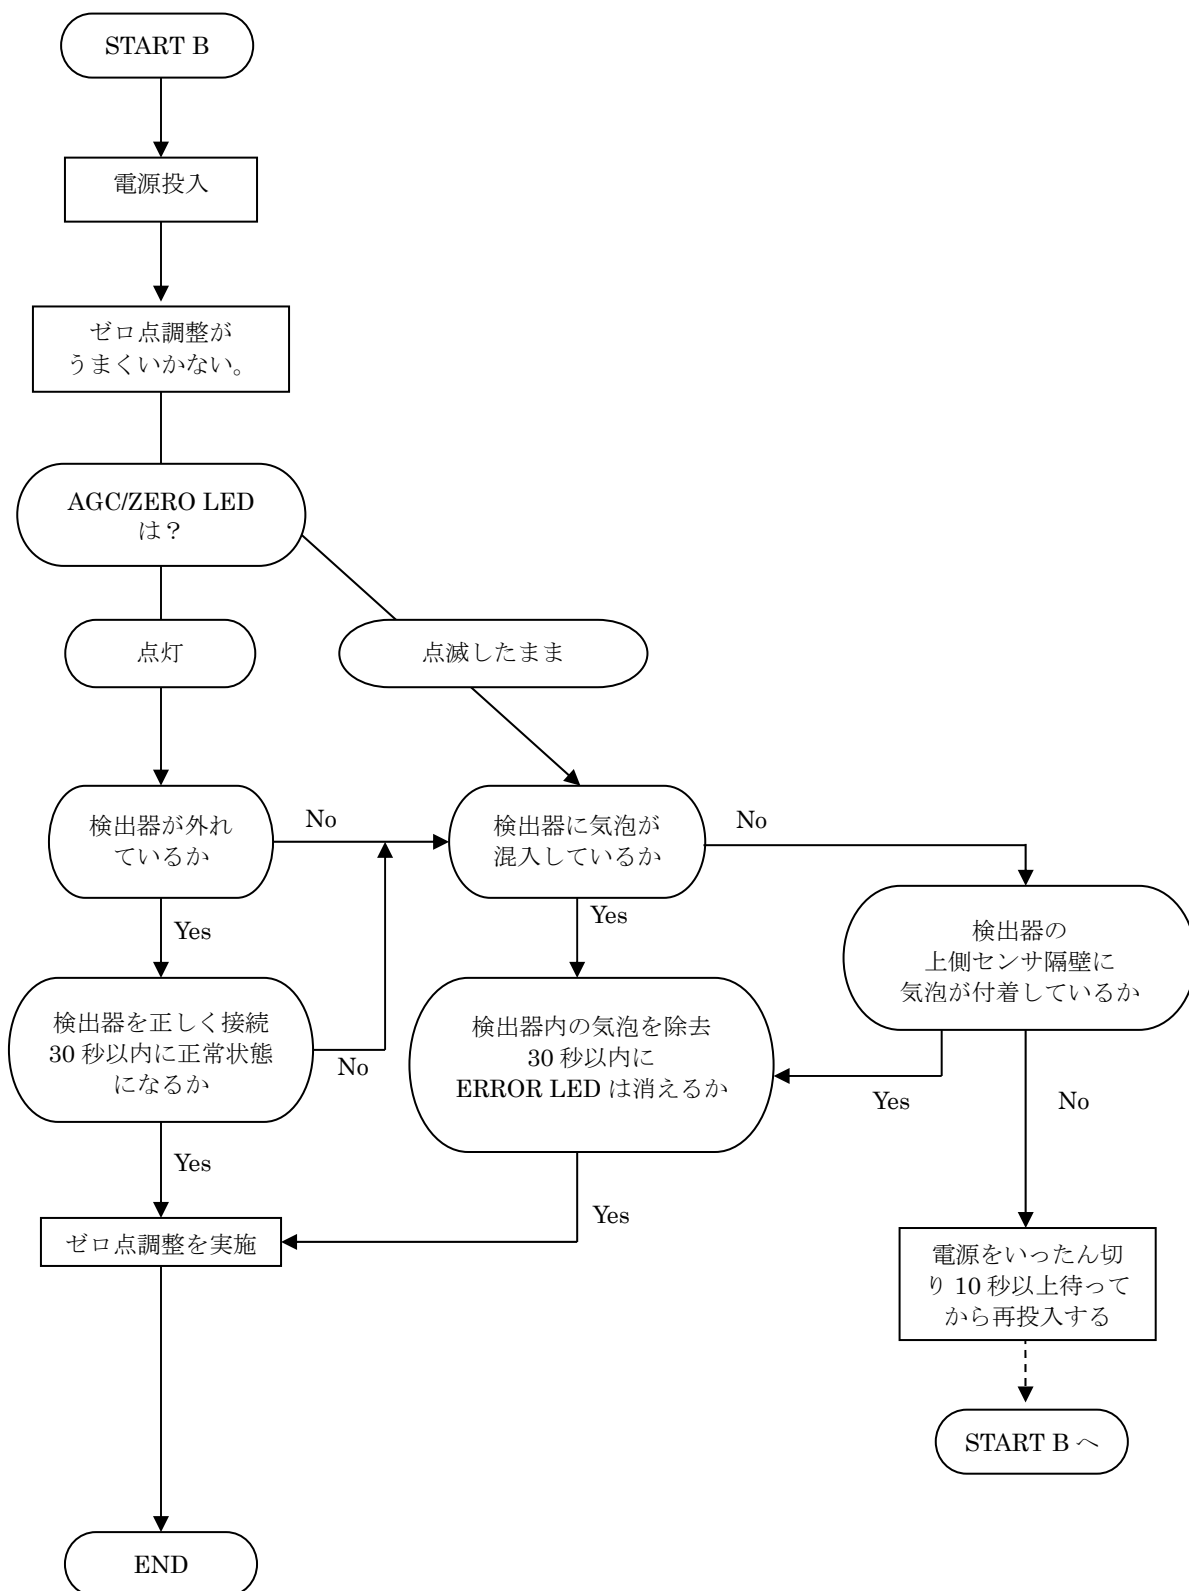 START B
電源投入
ゼロ点調整が
うまくいかない。
AGC/ZERO LED
は？
点灯
点滅したまま
検出器が外れ
ているか
No
検出器に気泡が
混入しているか
No
Yes
Yes
検出器の
上側センサ隔壁に
気泡が付着しているか
検出器を正しく接続
30 秒以内に正常状態
になるか
No
検出器内の気泡を除去
30 秒以内に
ERROR LED は消えるか
Yes
No
Yes
Yes
ゼロ点調整を実施
電源をいったん切
り 10 秒以上待って
から再投入する
START B へ
END